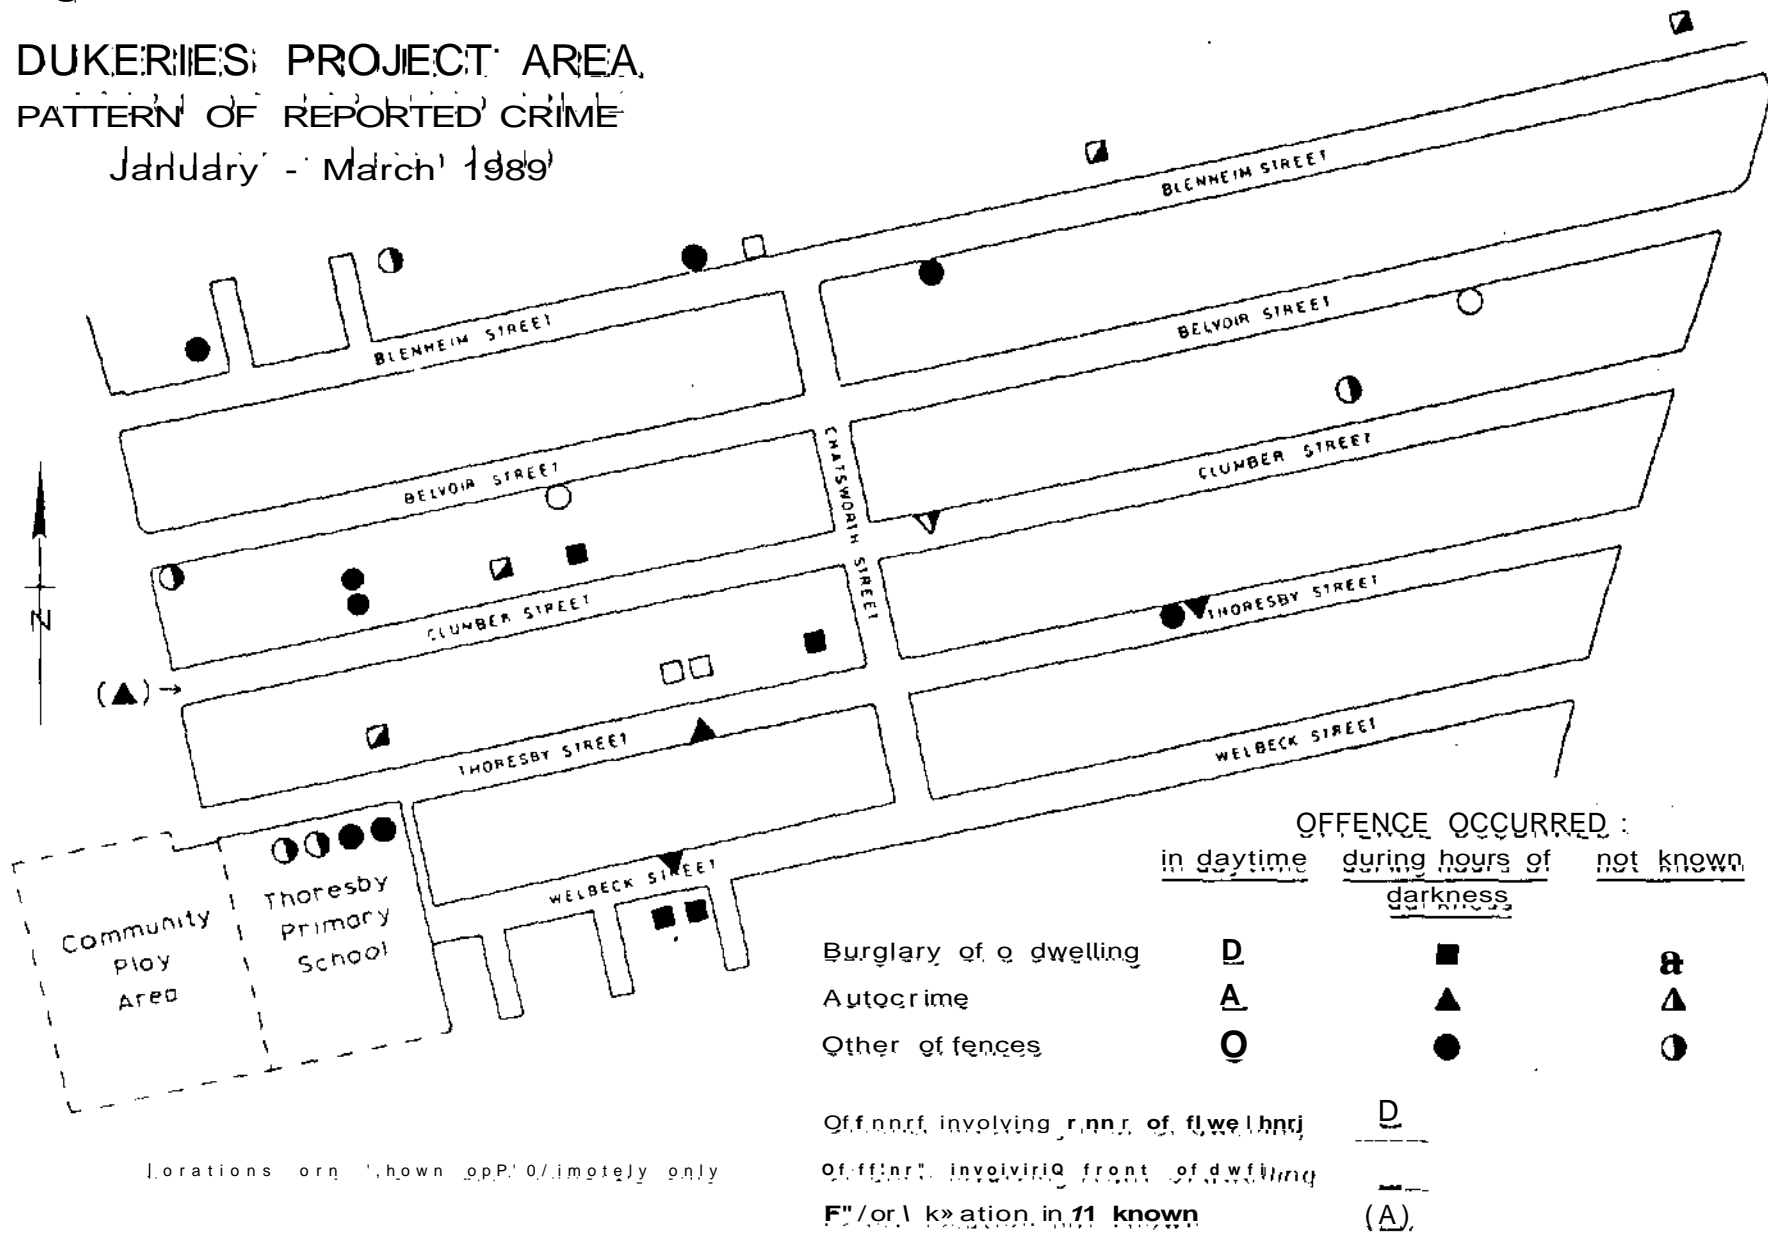 DUKERIES PROJECT AREA
PATTERN OF REPORTED CRIME
January - March 1989
BLENHEIM STREET
BLENHEIM STREET
BELVOIR STREET
BELVOIR STREET
CHATSWORTH STREET
CLUMBER STREET
CLUMBER STREET
THORESBY STREET
THORESBY STREET
WELBECK STREET
WELBECK STREET
N
(▲) →
Thoresby
Primary
School
Community
Play
Area
OFFENCE OCCURRED :
in daytime during hours of not known
darkness
Burglary of o dwelling D ■ a
Autocrime A ▲
Other offences O ● ◑
involving of D
involving front of
known (A)
only